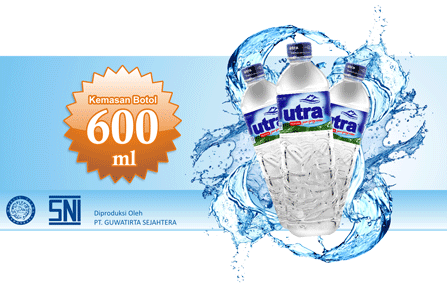 Kemasan Botol
600
ml
utra
utra
utra
SNI
Diproduksi Oleh
PT. GUWATIRTA SEJAHTERA